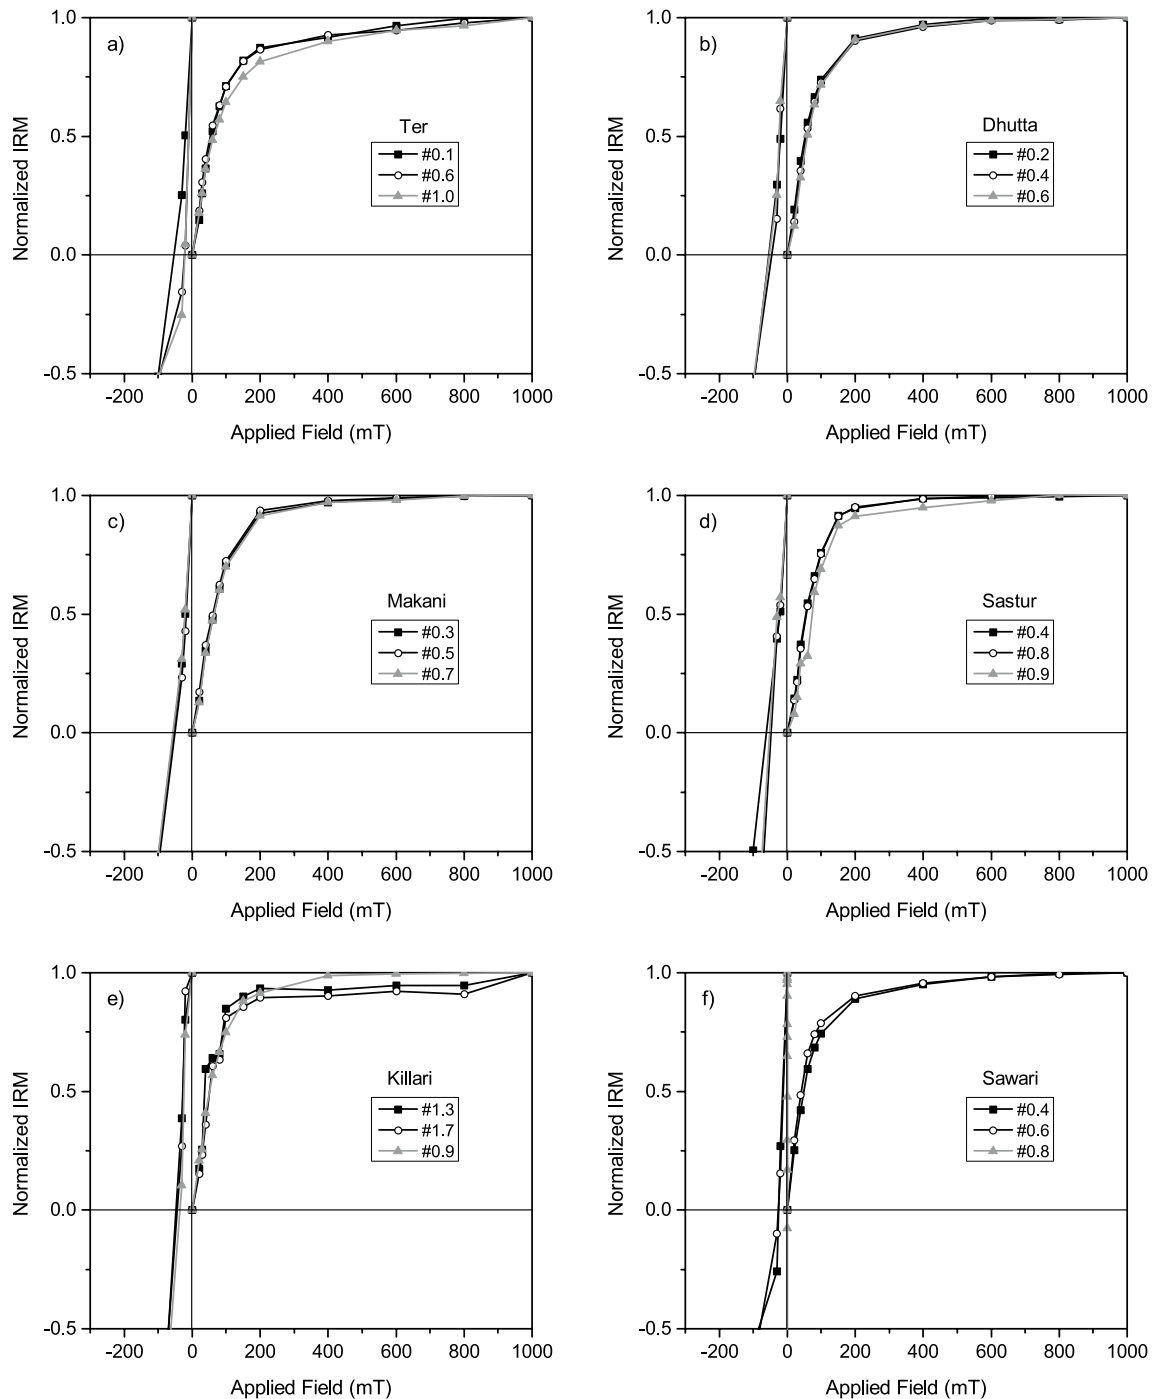 a)
Normalized IRM
1.0
0.5
0.0
-0.5
Ter
#0.1
#0.6
#1.0
-200 0 200 400 600 800 1000
Applied Field (mT)
b)
Normalized IRM
1.0
0.5
0.0
-0.5
Dhutta
#0.2
#0.4
#0.6
-200 0 200 400 600 800 1000
Applied Field (mT)
c)
Normalized IRM
1.0
0.5
0.0
-0.5
Makani
#0.3
#0.5
#0.7
-200 0 200 400 600 800 1000
Applied Field (mT)
d)
Normalized IRM
1.0
0.5
0.0
-0.5
Sastur
#0.4
#0.8
#0.9
-200 0 200 400 600 800 1000
Applied Field (mT)
e)
Normalized IRM
1.0
0.5
0.0
-0.5
Killari
#1.3
#1.7
#0.9
-200 0 200 400 600 800 1000
Applied Field (mT)
f)
Normalized IRM
1.0
0.5
0.0
-0.5
Sawari
#0.4
#0.6
#0.8
-200 0 200 400 600 800 1000
Applied Field (mT)